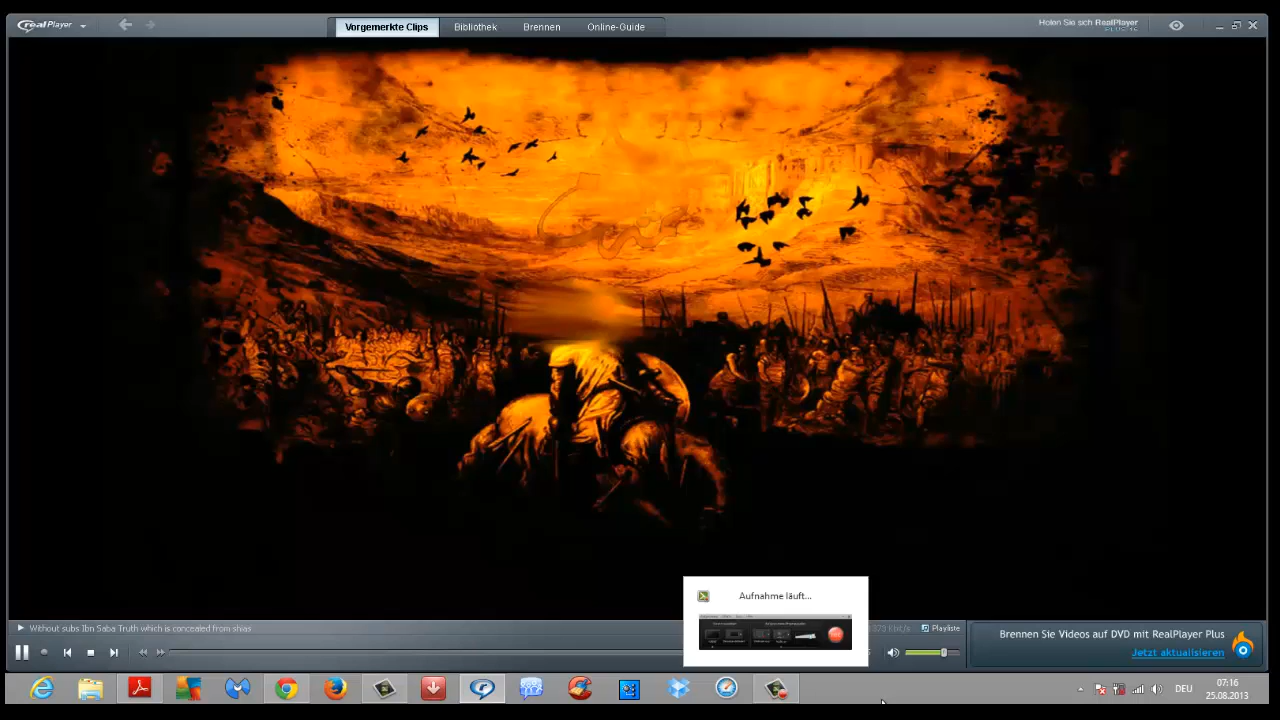 realPlayer
Vorgemerkte Clips
Bibliothek
Brennen
Online-Guide
Holen Sie sich RealPlayer
PLUS 16
Aufnahme läuft...
Without subs Ibn Saba Truth which is concealed from shias
Playliste
Brennen Sie Videos auf DVD mit RealPlayer Plus
Jetzt aktualisieren
DEU
07:16
25.08.2013